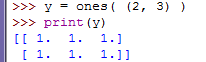 >>> y = ones( (2, 3) )
>>> print(y)
[[ 1.  1.  1.]
 [ 1.  1.  1.]]